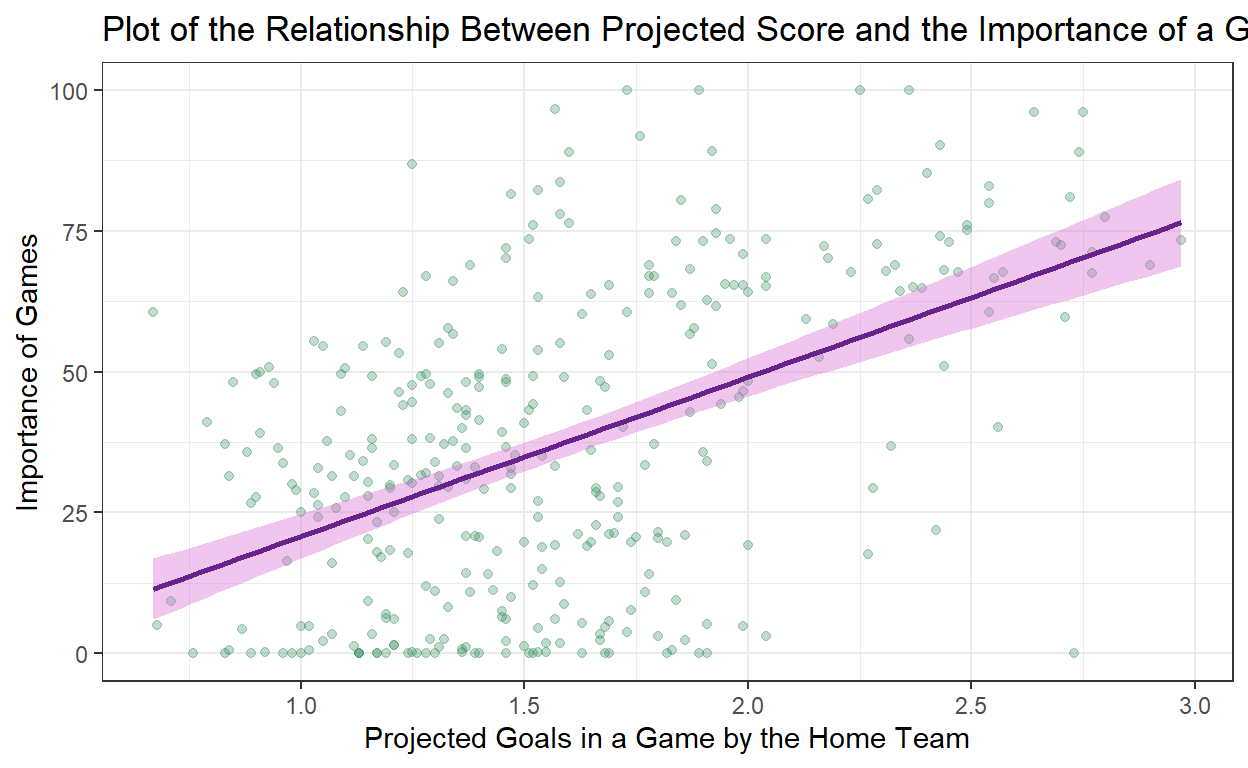 Plot of the Relationship Between Projected Score and the Importance of a G
100
75
50
25
0
Importance of Games
1.0 1.5 2.0 2.5 3.0
Projected Goals in a Game by the Home Team